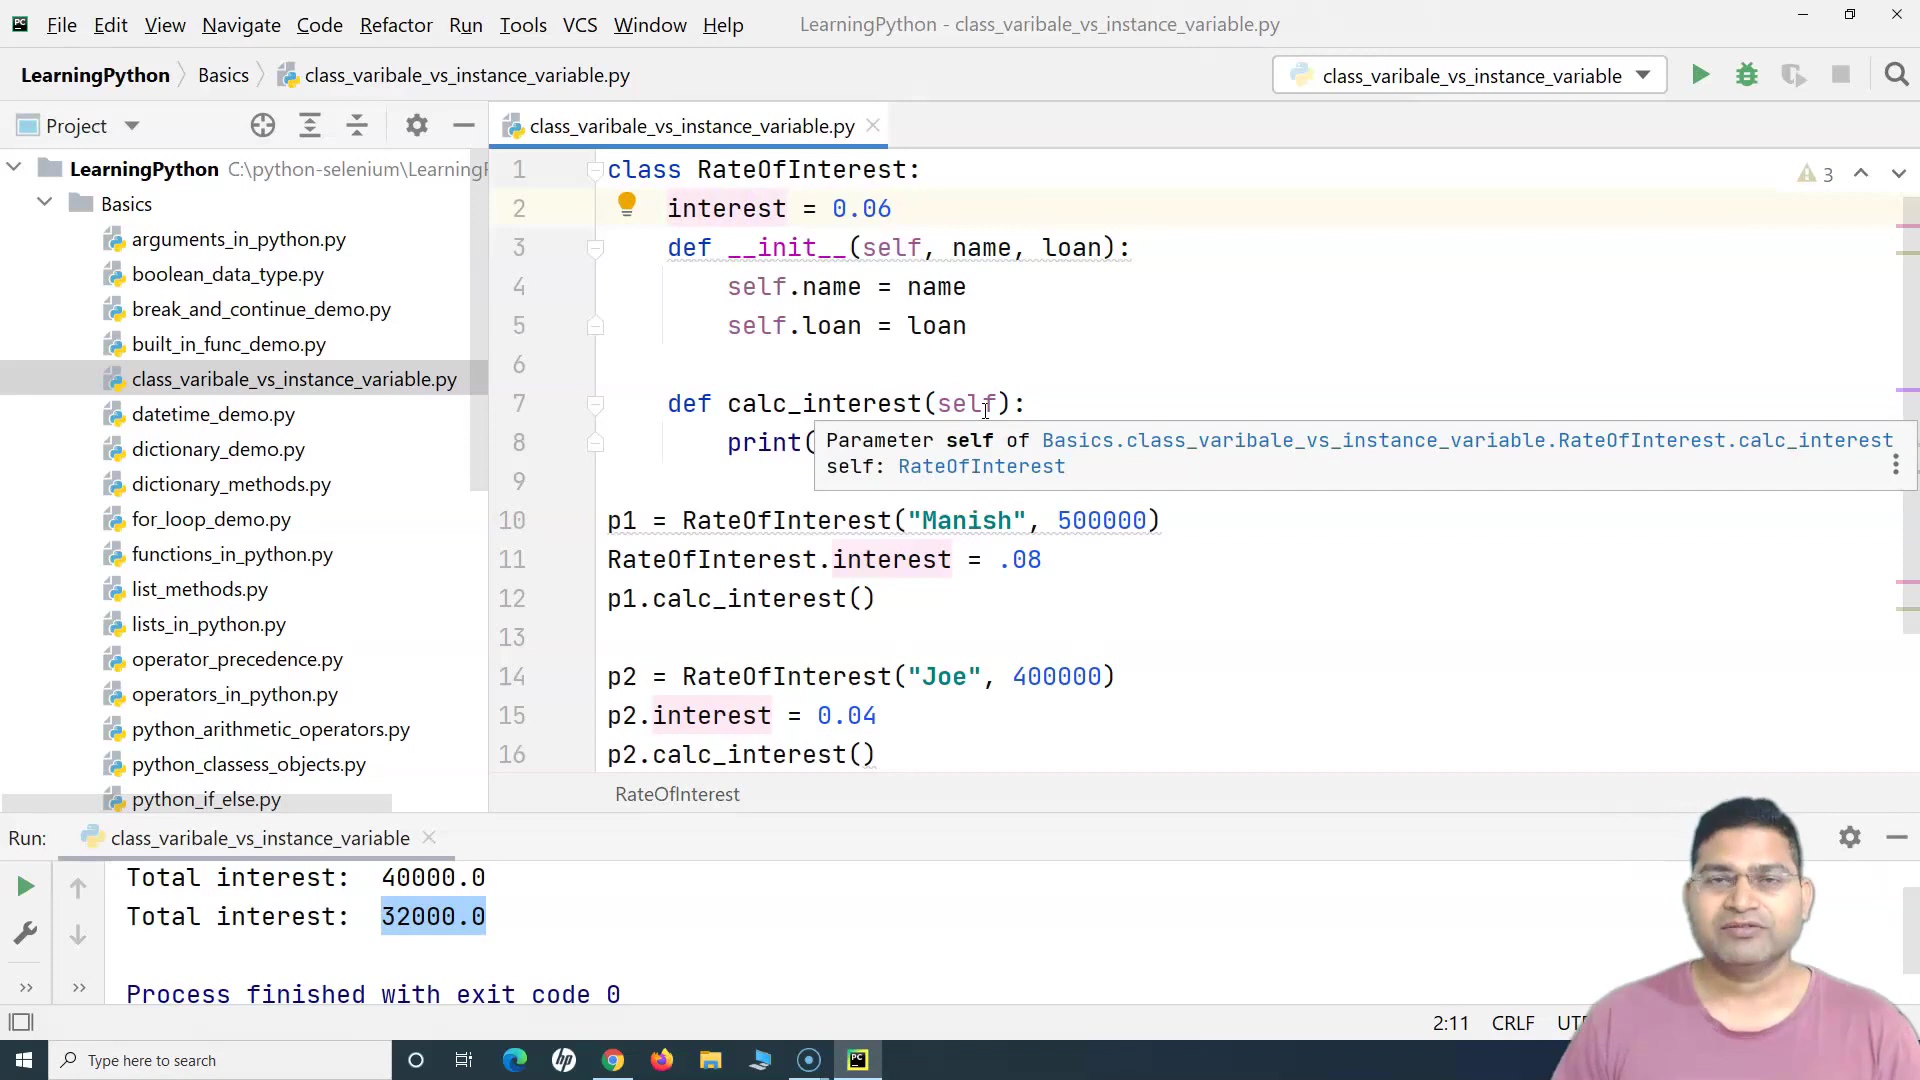 File Edit View Navigate Code Refactor Run Tools VCS Window Help LearningPython - class_varibale_vs_instance_variable.py
LearningPython Basics class_varibale_vs_instance_variable.py class_varibale_vs_instance_variable
Project class_varibale_vs_instance_variable.py
LearningPython C:\python-selenium\Learning
Basics
arguments_in_python.py
boolean_data_type.py
break_and_continue_demo.py
built_in_func_demo.py
class_varibale_vs_instance_variable.py
datetime_demo.py
dictionary_demo.py
dictionary_methods.py
for_loop_demo.py
functions_in_python.py
list_methods.py
lists_in_python.py
operator_precedence.py
operators_in_python.py
python_arithmetic_operators.py
python_classess_objects.py
python_if_else.py
1 class RateOfInterest:
2 interest = 0.06
3 def __init__(self, name, loan):
4 self.name = name
5 self.loan = loan
6
7 def calc_interest(self):
8 print(
9
10 p1 = RateOfInterest("Manish", 500000)
11 RateOfInterest.interest = .08
12 p1.calc_interest()
13
14 p2 = RateOfInterest("Joe", 400000)
15 p2.interest = 0.04
16 p2.calc_interest()
3
Parameter self of Basics.class_varibale_vs_instance_variable.RateOfInterest.calc_interest
self: RateOfInterest
RateOfInterest
Run: class_varibale_vs_instance_variable
Total interest: 40000.0
Total interest: 32000.0
Process finished with exit code 0
2:11 CRLF
Type here to search
hp
PC